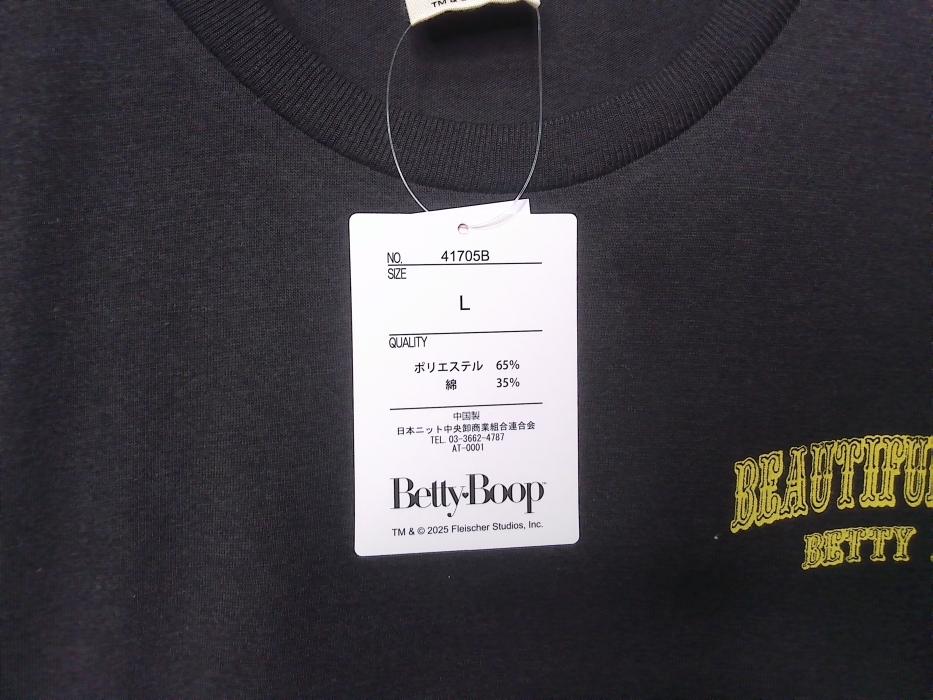 NO. 41705B
SIZE
L
QUALITY
ポリエステル 65%
綿 35%
中国製
日本ニット中央卸商業組合連合会
TEL. 03-3662-4787
AT-0001
Betty Boop™
TM & © 2025 Fleischer Studios, Inc.
BEAUTIFU
BETTY